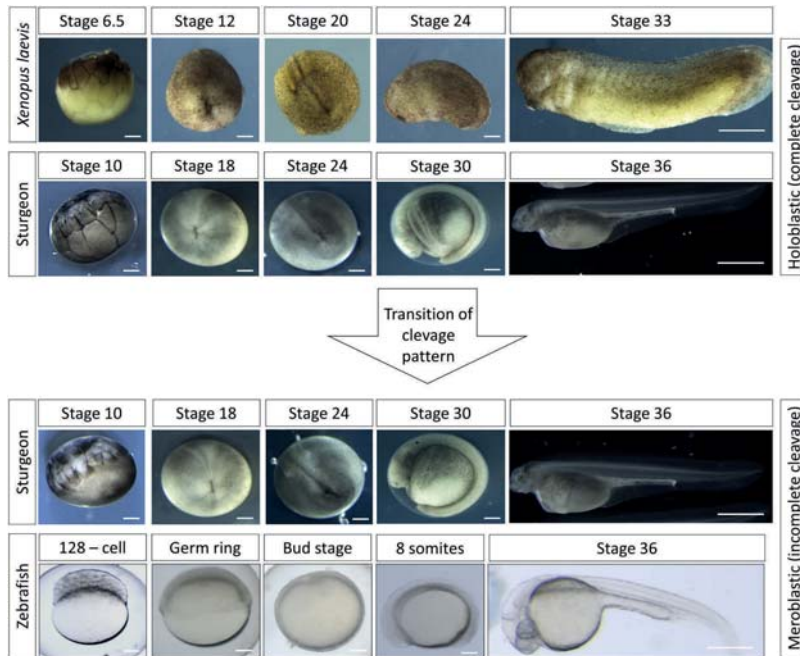 Stage 6.5 Stage 12 Stage 20 Stage 24 Stage 33
Xenopus laevis
Holoblastic (complete cleavage)
Stage 10 Stage 18 Stage 24 Stage 30 Stage 36
Sturgeon
Transition of
clevage
pattern
Stage 10 Stage 18 Stage 24 Stage 30 Stage 36
Sturgeon
Meroblastic (incomplete cleavage)
128 – cell Germ ring Bud stage 8 somites Stage 36
Zebrafish